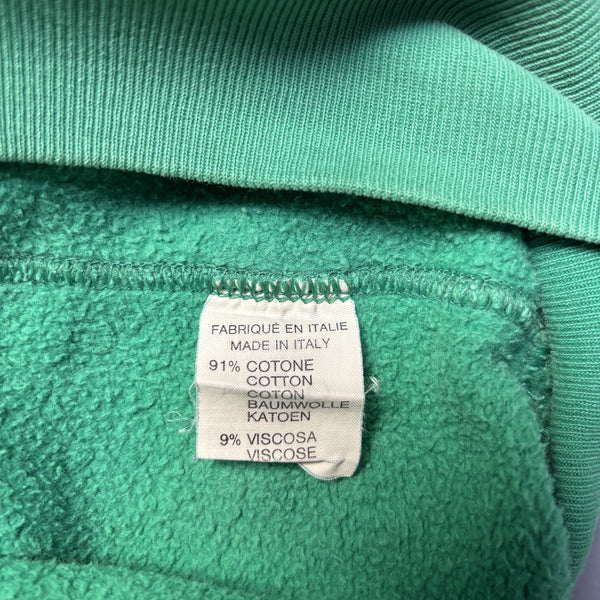 FABRIQUÉ EN ITALIE
MADE IN ITALY
91% COTONE
COTTON
COTON
BAUMWOLLE
KATOEN
9% VISCOSA
VISCOSE